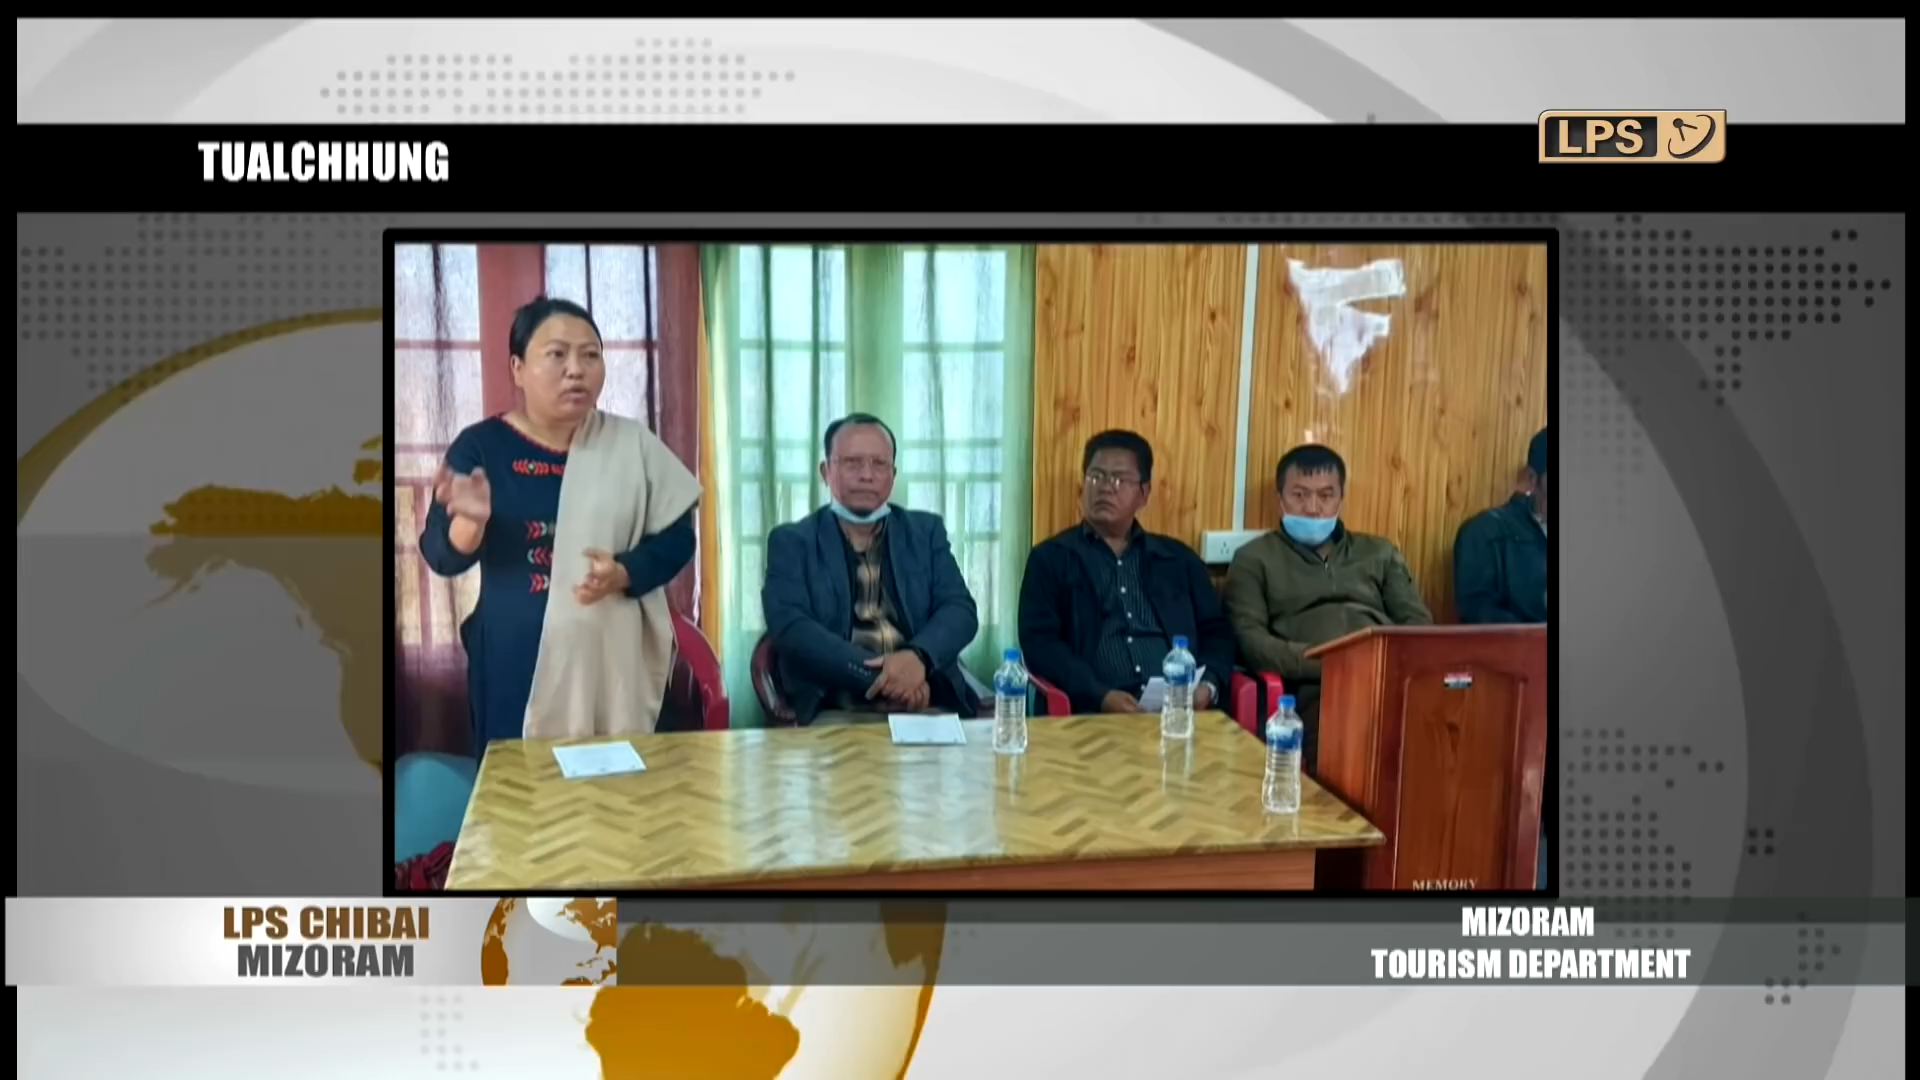 TUALCHHUNG
LPS
MEMORY
LPS CHIBAI
MIZORAM
MIZORAM
TOURISM DEPARTMENT